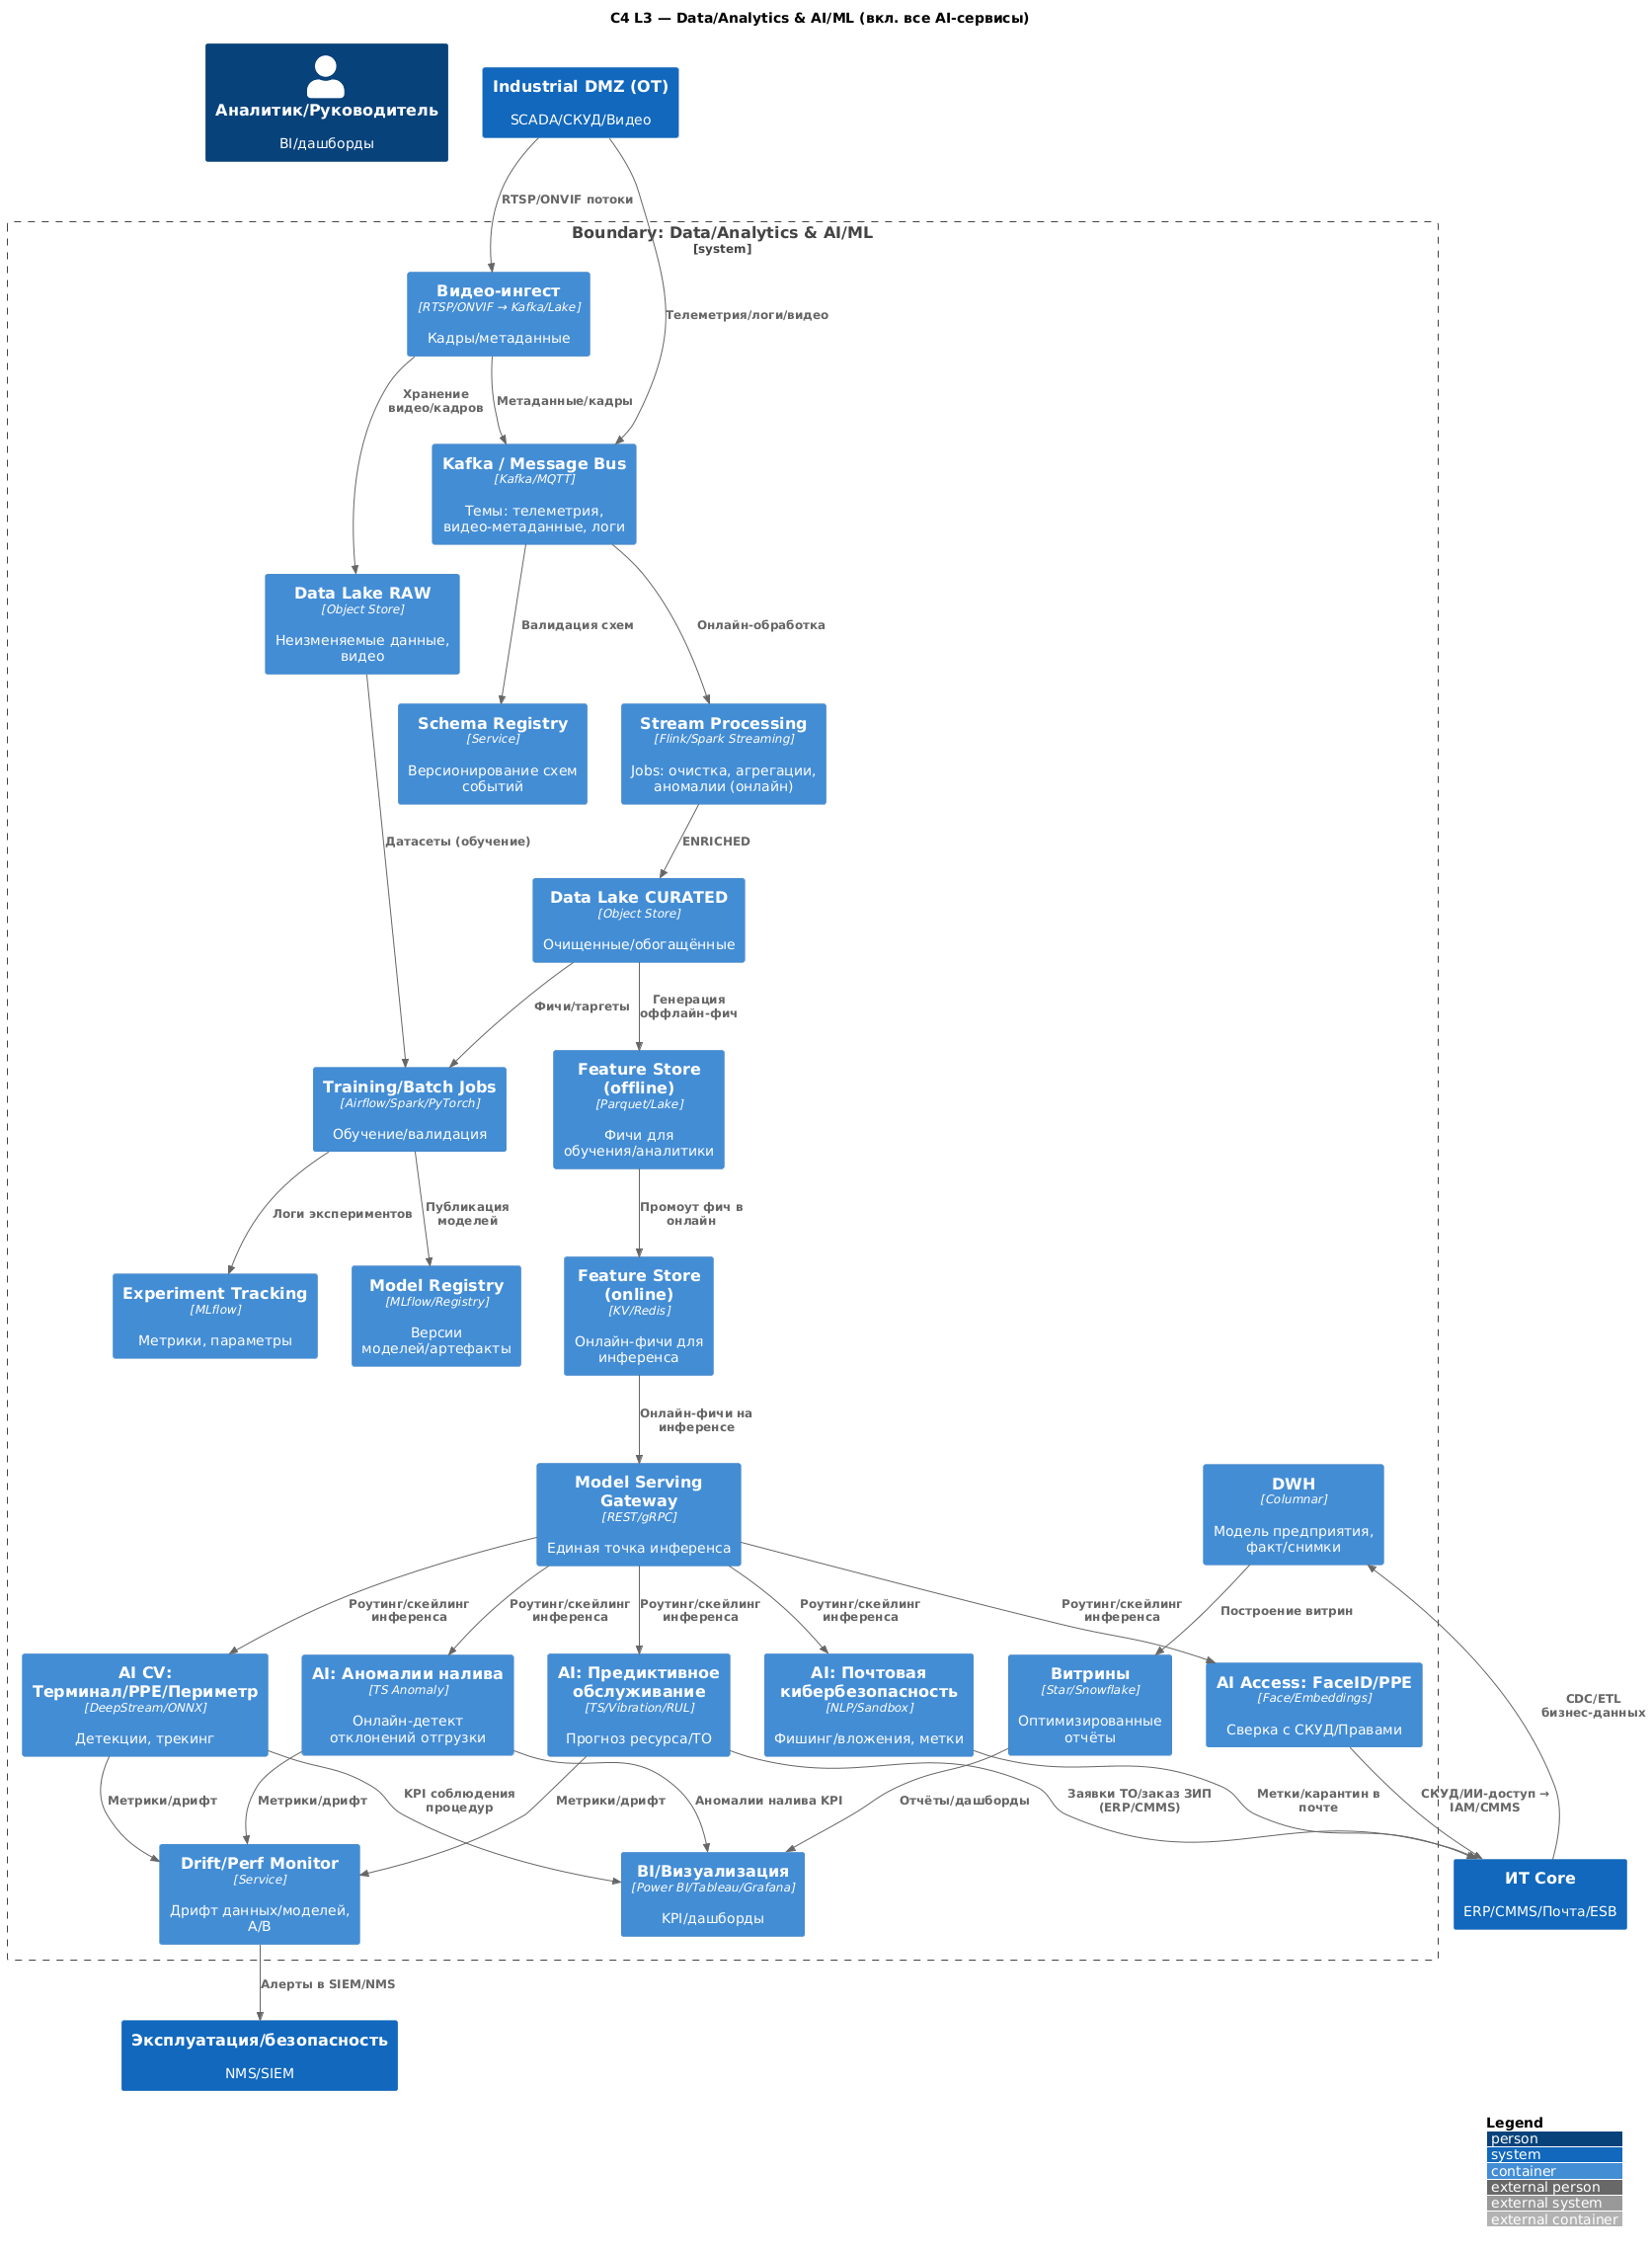 C4 L3 — Data/Analytics & AI/ML (вкл. все AI-сервисы)
Аналитик/Руководитель
BI/дашборды
Industrial DMZ (OT)
SCADA/СКУД/Видео
RTSP/ONVIF потоки
Boundary: Data/Analytics & AI/ML
[system]
Видео-ингест
[RTSP/ONVIF → Kafka/Lake]
Кадры/метаданные
Телеметрия/логи/видео
Хранение
видео/кадров
Метаданные/кадры
Kafka / Message Bus
[Kafka/MQTT]
Темы: телеметрия,
видео-метаданные, логи
Data Lake RAW
[Object Store]
Неизменяемые данные,
видео
Валидация схем
Онлайн-обработка
Schema Registry
[Service]
Версионирование схем
событий
Stream Processing
[Flink/Spark Streaming]
Jobs: очистка, агрегации,
аномалии (онлайн)
Датасеты (обучение)
ENRICHED
Data Lake CURATED
[Object Store]
Очищенные/обогащённые
Фичи/таргеты
Генерация
оффлайн-фич
Training/Batch Jobs
[Airflow/Spark/PyTorch]
Обучение/валидация
Feature Store
(offline)
[Parquet/Lake]
Фичи для
обучения/аналитики
Логи экспериментов
Публикация
моделей
Промоут фич в
онлайн
Experiment Tracking
[MLflow]
Метрики, параметры
Model Registry
[MLflow/Registry]
Версии
моделей/артефакты
Feature Store
(online)
[KV/Redis]
Онлайн-фичи для
инференса
Онлайн-фичи на
инференсе
Model Serving
Gateway
[REST/gRPC]
Единая точка инференса
DWH
[Columnar]
Модель предприятия,
факт/снимки
Роутинг/скейлинг
инференса
Роутинг/скейлинг
инференса
Роутинг/скейлинг
инференса
Роутинг/скейлинг
инференса
Роутинг/скейлинг
инференса
Построение витрин
AI CV:
Терминал/PPE/Периметр
[DeepStream/ONNX]
Детекции, трекинг
AI: Аномалии налива
[TS Anomaly]
Онлайн-детект
отклонений отгрузки
AI: Предиктивное
обслуживание
[TS/Vibration/RUL]
Прогноз ресурса/ТО
AI: Почтовая
кибербезопасность
[NLP/Sandbox]
Фишинг/вложения, метки
Витрины
[Star/Snowflake]
Оптимизированные
отчёты
AI Access: FaceID/PPE
[Face/Embeddings]
Сверка с СКУД/Правами
CDC/ETL
бизнес-данных
Метрики/дрифт
Метрики/дрифт
KPI соблюдения
процедур
Метрики/дрифт
Аномалии налива KPI
Отчёты/дашборды
Заявки ТО/заказ ЗИП
(ERP/CMMS)
Метки/карантин в
почте
СКУД/ИИ-доступ →
IAM/CMMS
Drift/Perf Monitor
[Service]
Дрифт данных/моделей,
A/B
BI/Визуализация
[Power BI/Tableau/Grafana]
KPI/дашборды
ИТ Core
ERP/CMMS/Почта/ESB
Алерты в SIEM/NMS
Эксплуатация/безопасность
NMS/SIEM
Legend
person
system
container
external person
external system
external container